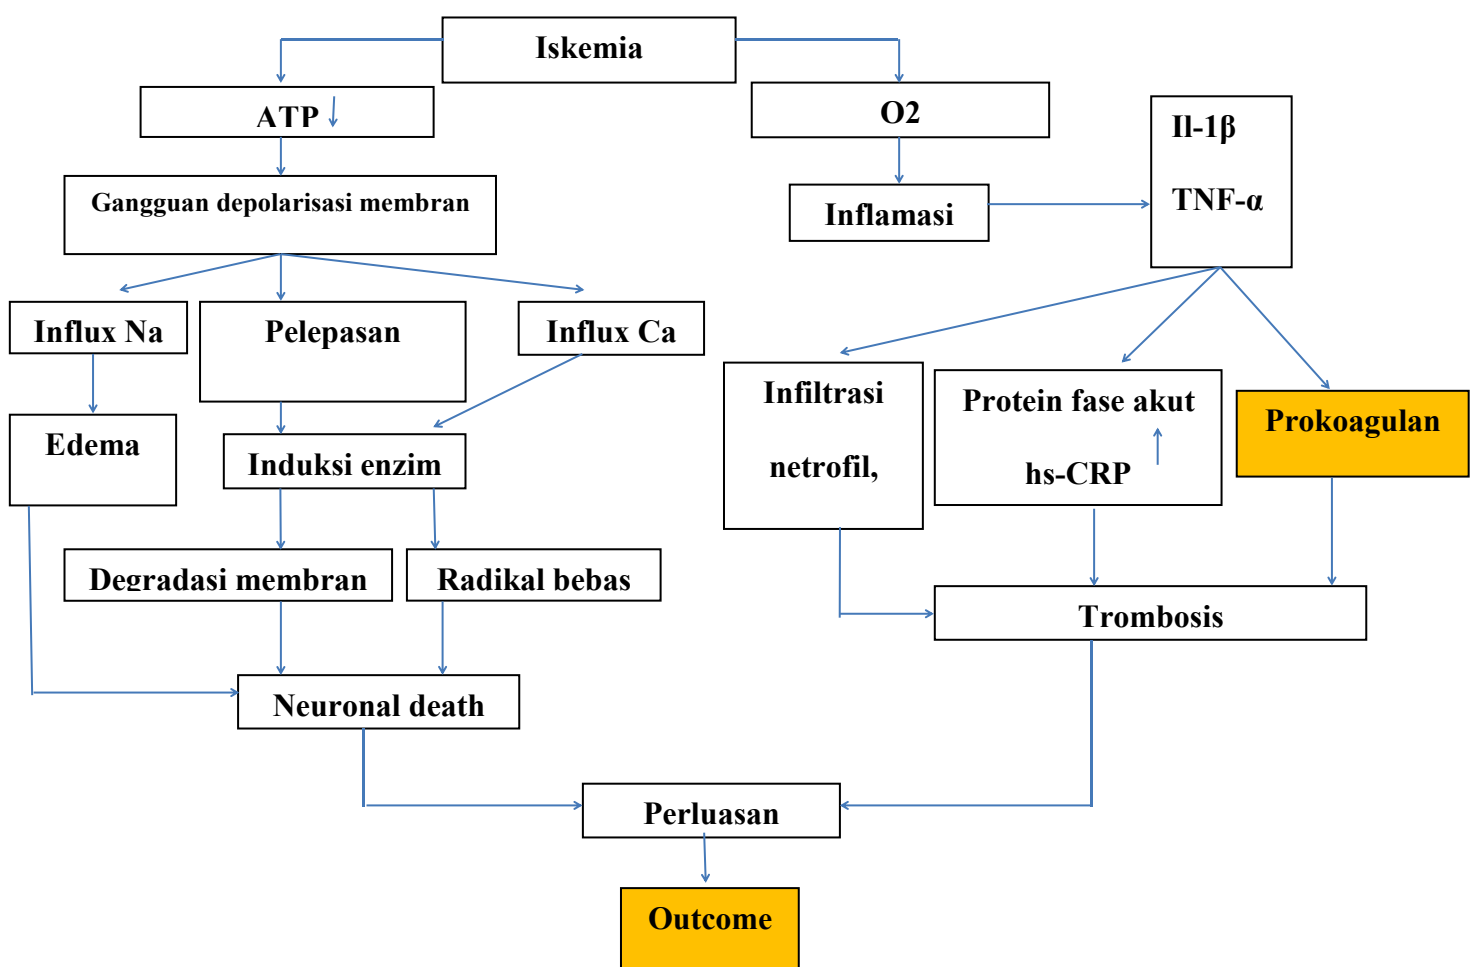 Iskemia
ATP
O2
Il-1β
TNF-α
Gangguan depolarisasi membran
Inflamasi
Influx Na
Pelepasan
Influx Ca
Infiltrasi
netrofil,
Protein fase akut
hs-CRP
Prokoagulan
Edema
Induksi enzim
Degradasi membran
Radikal bebas
Trombosis
Neuronal death
Perluasan
Outcome